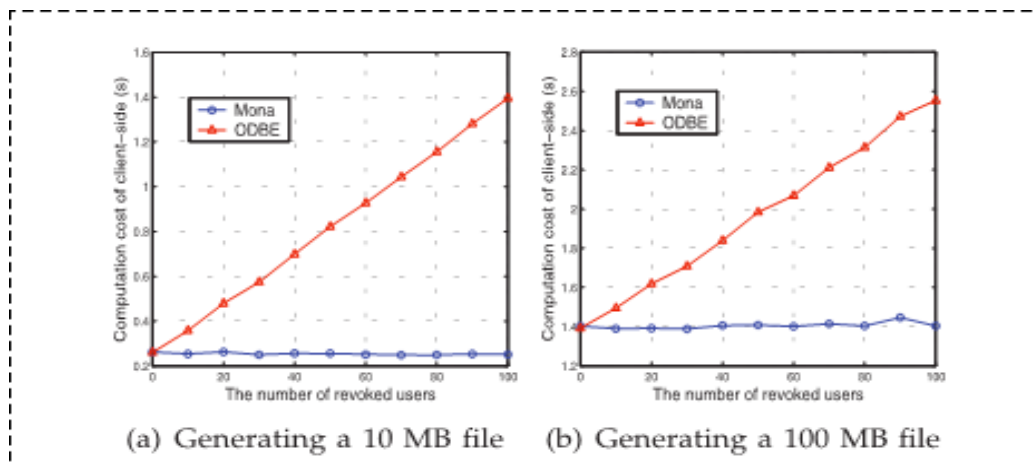 1.6
1.4
1.2
1
0.8
0.6
0.4
0.2
Computation cost of client-side (s)
Mona
ODBE
0 20 40 60 80 100
The number of revoked users
(a) Generating a 10 MB file
2.8
2.6
2.4
2.2
2
1.8
1.6
1.4
1.2
Computation cost of client-side (s)
Mona
ODBE
0 20 40 60 80 100
The number of revoked users
(b) Generating a 100 MB file